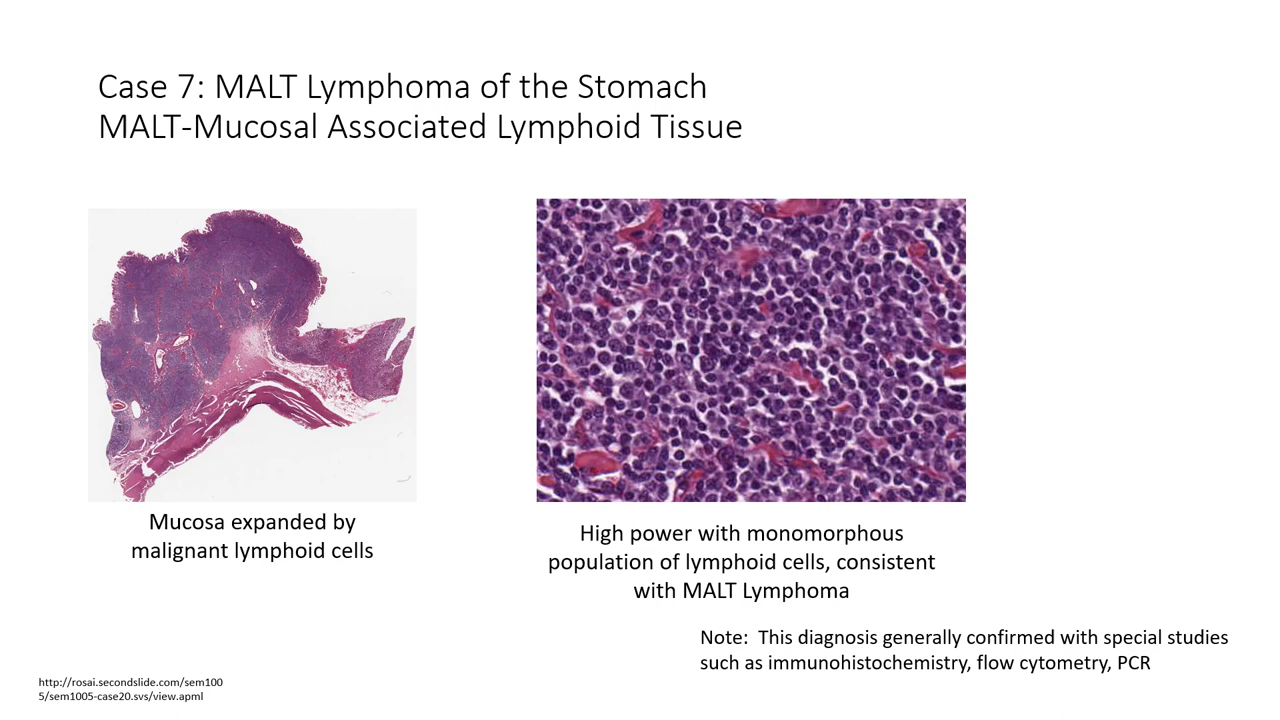 Case 7: MALT Lymphoma of the Stomach
MALT-Mucosal Associated Lymphoid Tissue
Mucosa expanded by
malignant lymphoid cells
High power with monomorphous
population of lymphoid cells, consistent
with MALT Lymphoma
Note:  This diagnosis generally confirmed with special studies
such as immunohistochemistry, flow cytometry, PCR
http://rosai.secondslide.com/sem100
5/sem1005-case20.svs/view.apml